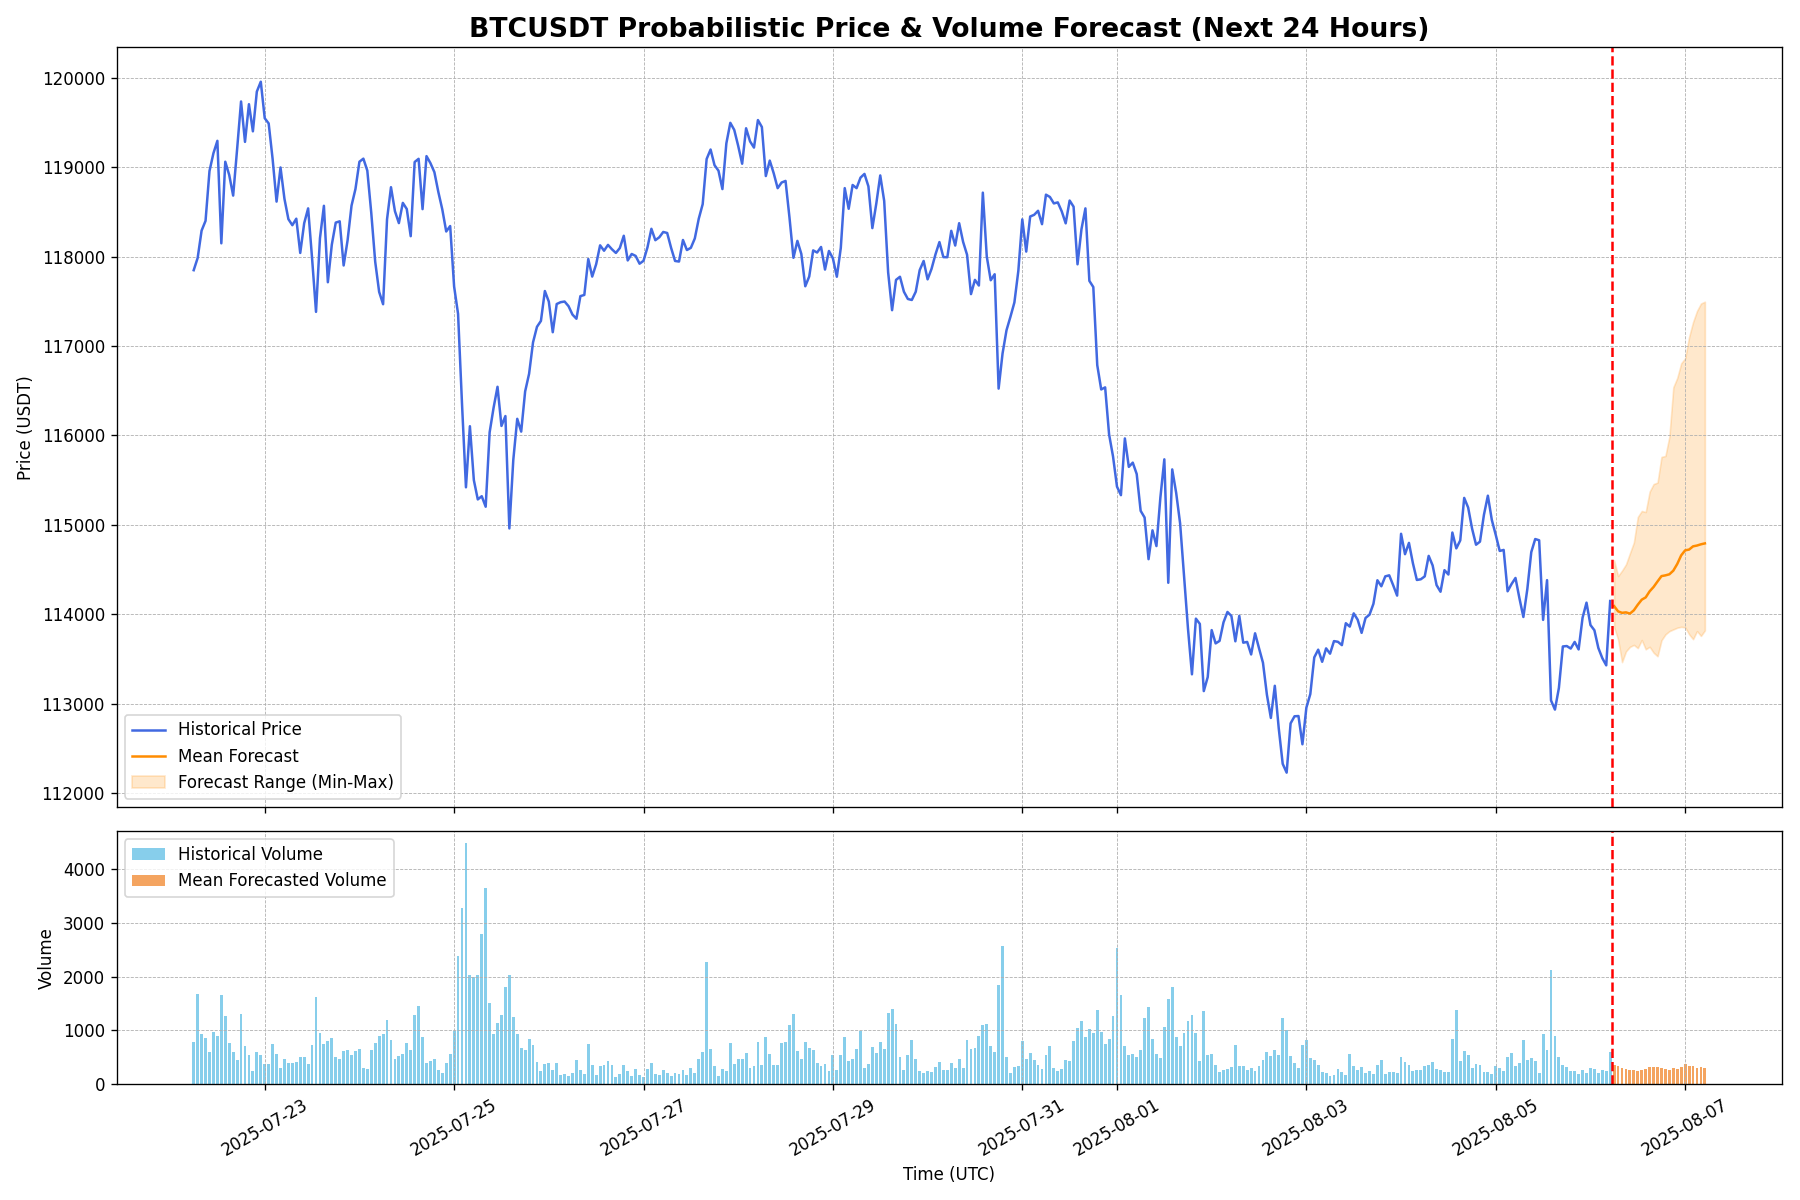 BTCUSDT Probabilistic Price & Volume Forecast (Next 24 Hours)
Price (USDT)
120000
119000
118000
117000
116000
115000
114000
113000
112000
Historical Price
Mean Forecast
Forecast Range (Min-Max)
Volume
4000
3000
2000
1000
0
Historical Volume
Mean Forecasted Volume
2025-07-23
2025-07-25
2025-07-27
2025-07-29
2025-07-31
2025-08-01
2025-08-03
2025-08-05
2025-08-07
Time (UTC)